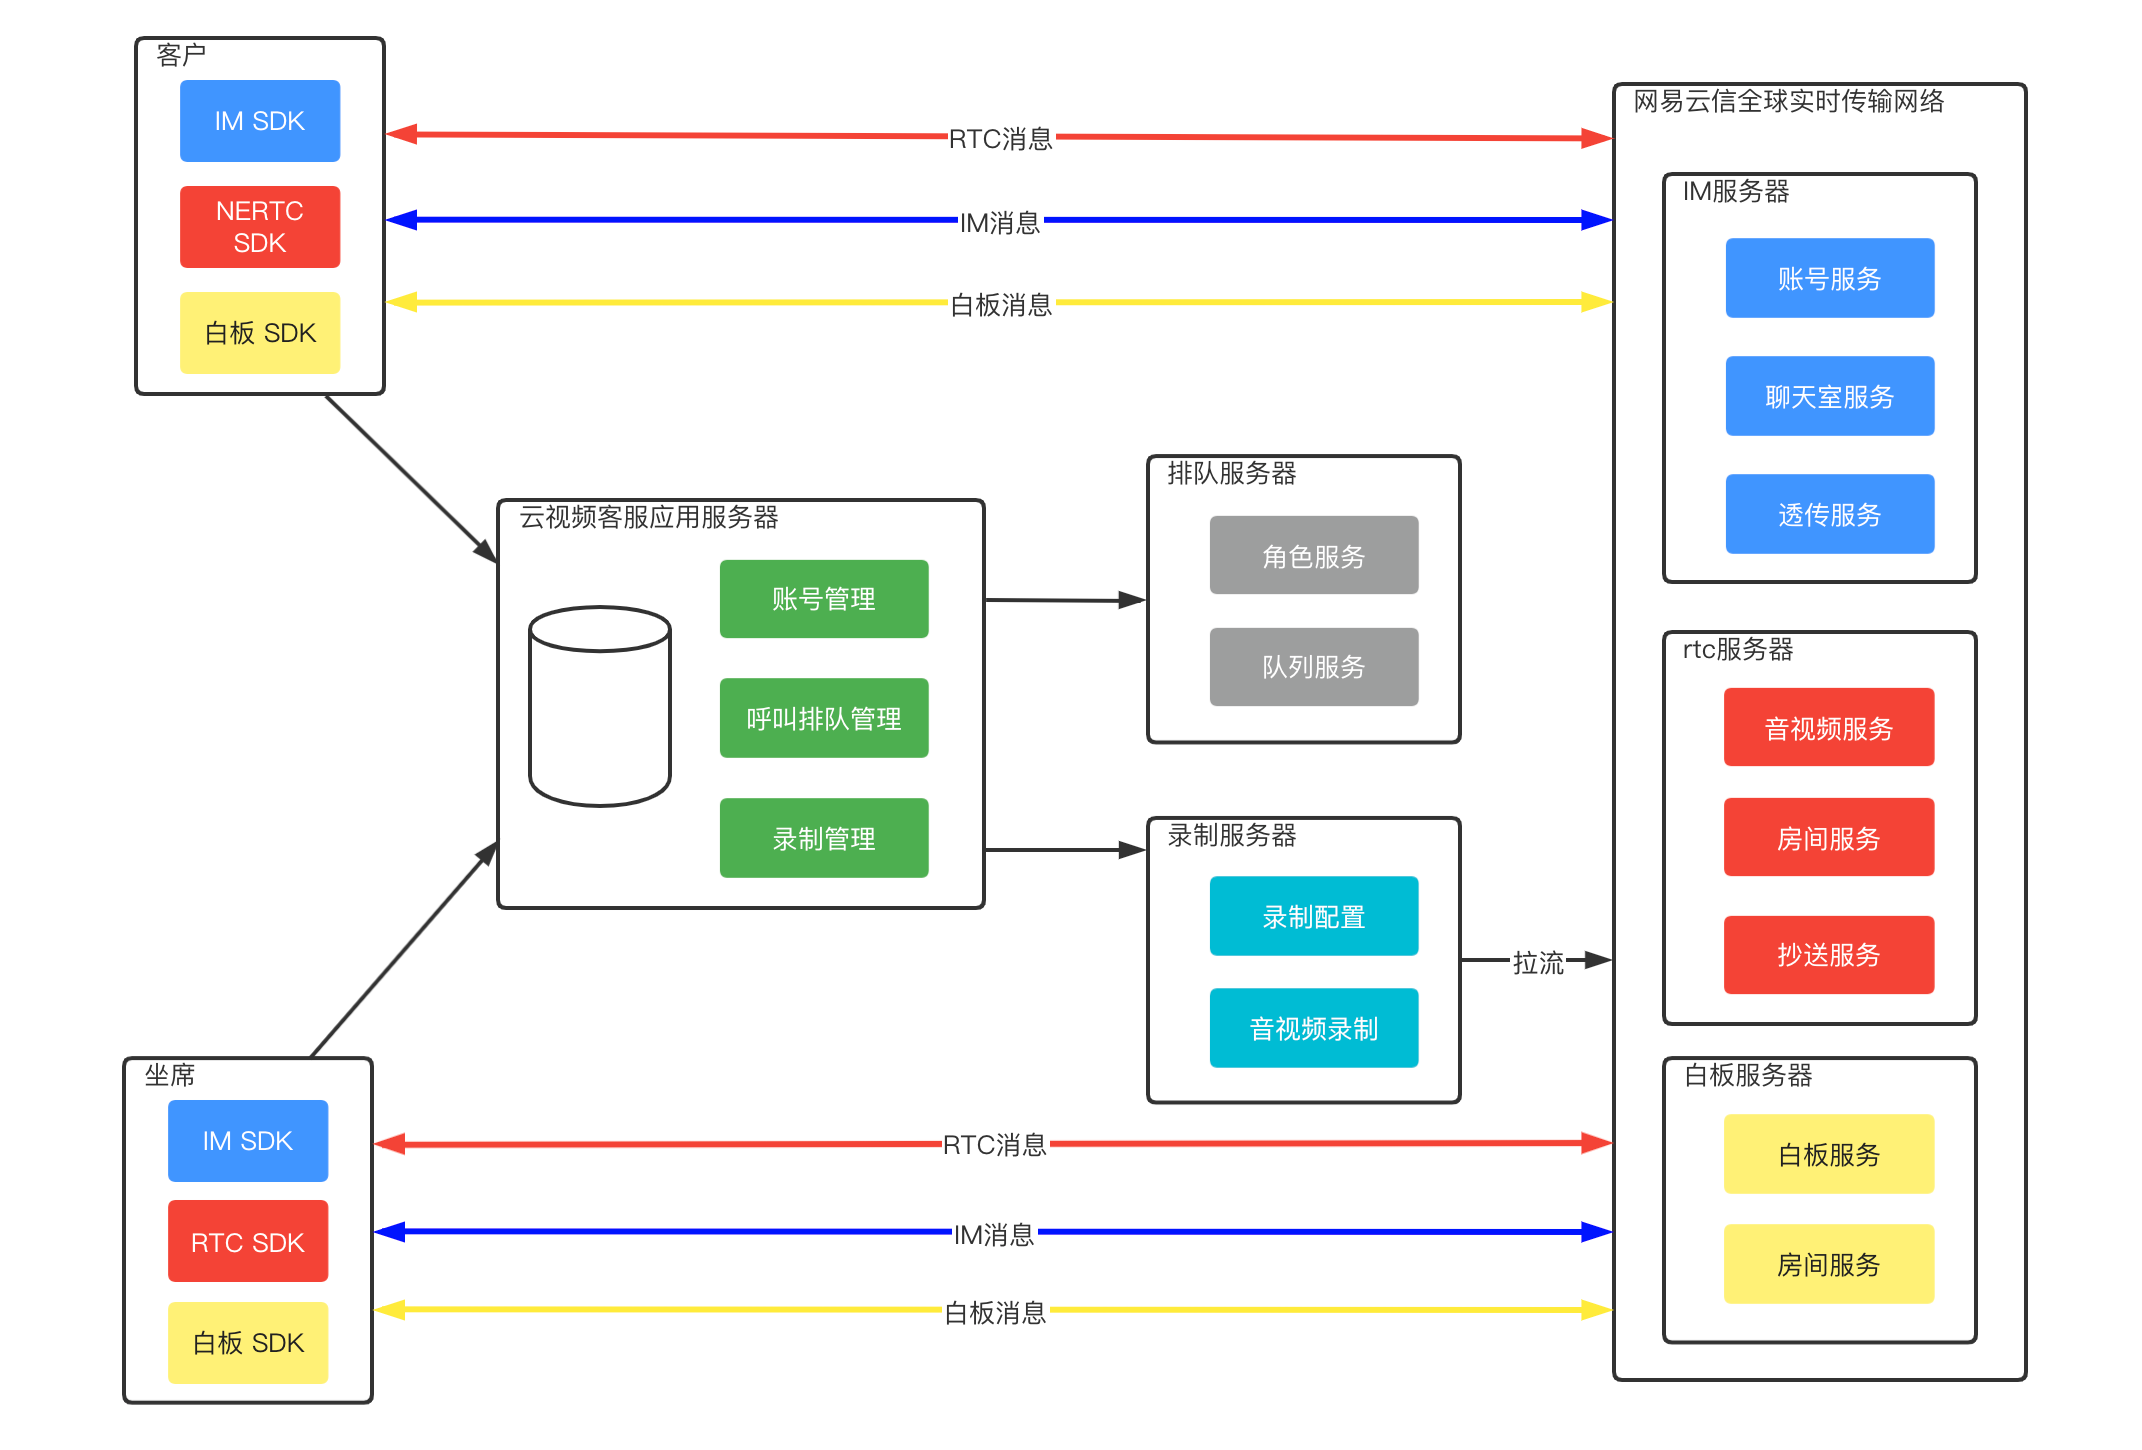 客户
IM SDK
NERTC
SDK
白板 SDK
RTC消息
IM消息
白板消息
网易云信全球实时传输网络
IM服务器
账号服务
聊天室服务
透传服务
云视频客服应用服务器
账号管理
呼叫排队管理
录制管理
排队服务器
角色服务
队列服务
录制服务器
录制配置
音视频录制
拉流
rtc服务器
音视频服务
房间服务
抄送服务
坐席
IM SDK
RTC SDK
白板 SDK
RTC消息
IM消息
白板消息
白板服务器
白板服务
房间服务